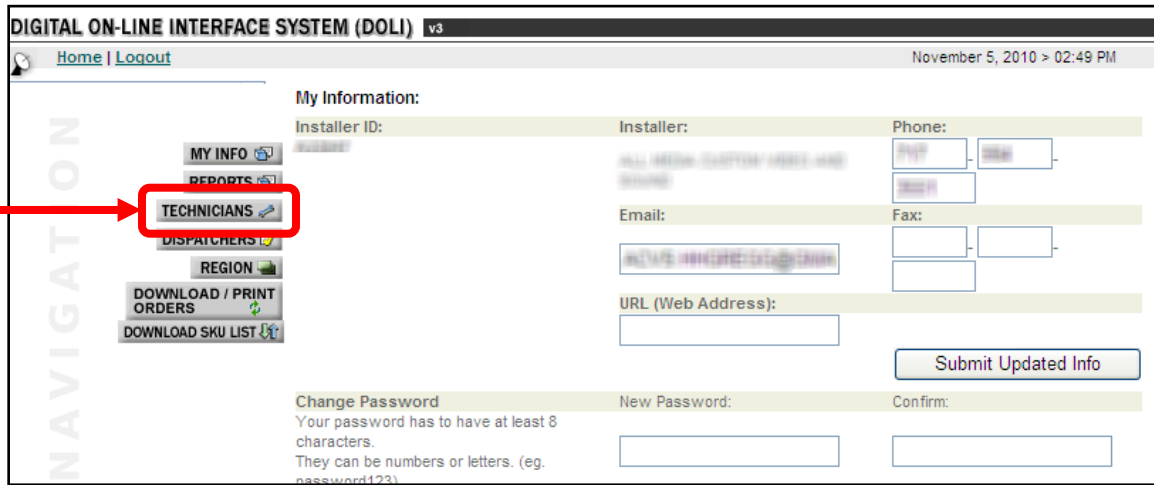 DIGITAL ON-LINE INTERFACE SYSTEM (DOLI) v3
Home | Logout
November 5, 2010 > 02:49 PM
NAVIGATION
MY INFO
REPORTS
TECHNICIANS
DISPATCHERS
REGION
DOWNLOAD / PRINT
ORDERS
DOWNLOAD SKU LIST
My Information:
Installer ID:
Installer:
Phone:
- -
Email:
Fax:
- -
URL (Web Address):
Submit Updated Info
Change Password
New Password:
Confirm:
Your password has to have at least 8
characters.
They can be numbers or letters. (eg.
password123)